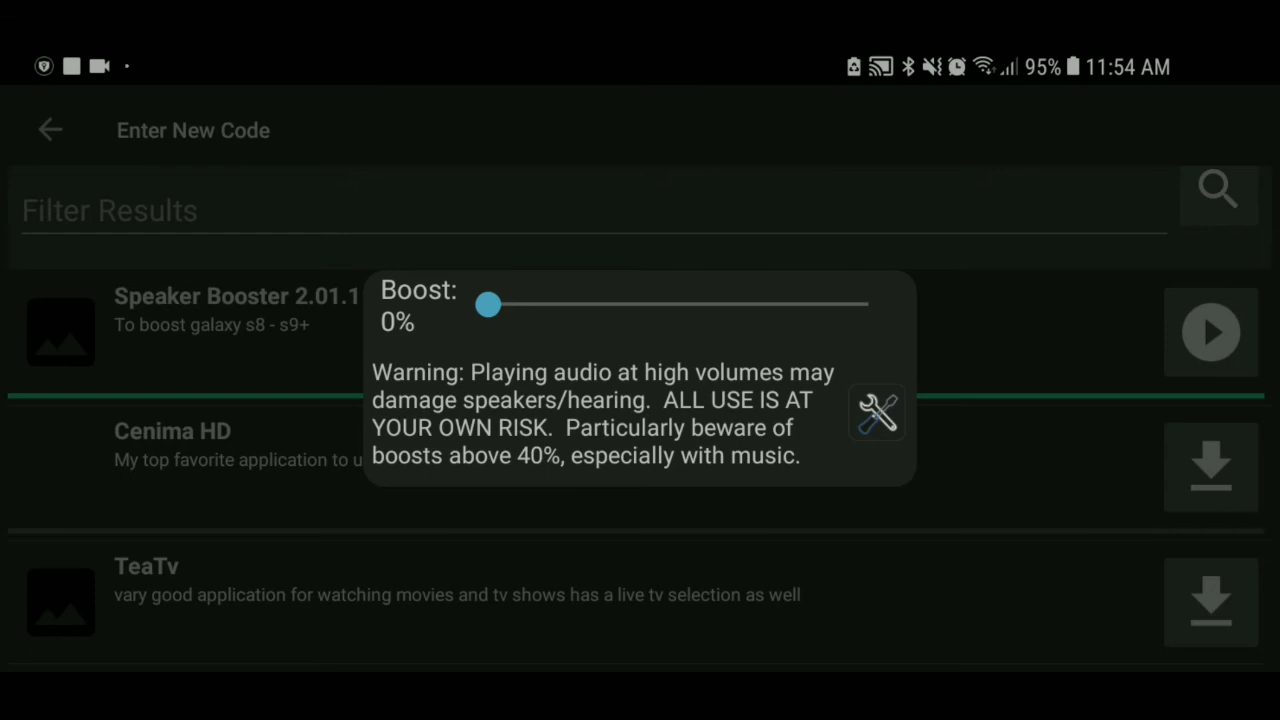 95% 11:54 AM
Enter New Code
Filter Results
Speaker Booster 2.01.1
To boost galaxy s8 - s9+
Boost:
0%
Warning: Playing audio at high volumes may
damage speakers/hearing. ALL USE IS AT
YOUR OWN RISK. Particularly beware of
boosts above 40%, especially with music.
Cenima HD
My top favorite application to u
TeaTv
vary good application for watching movies and tv shows has a live tv selection as well